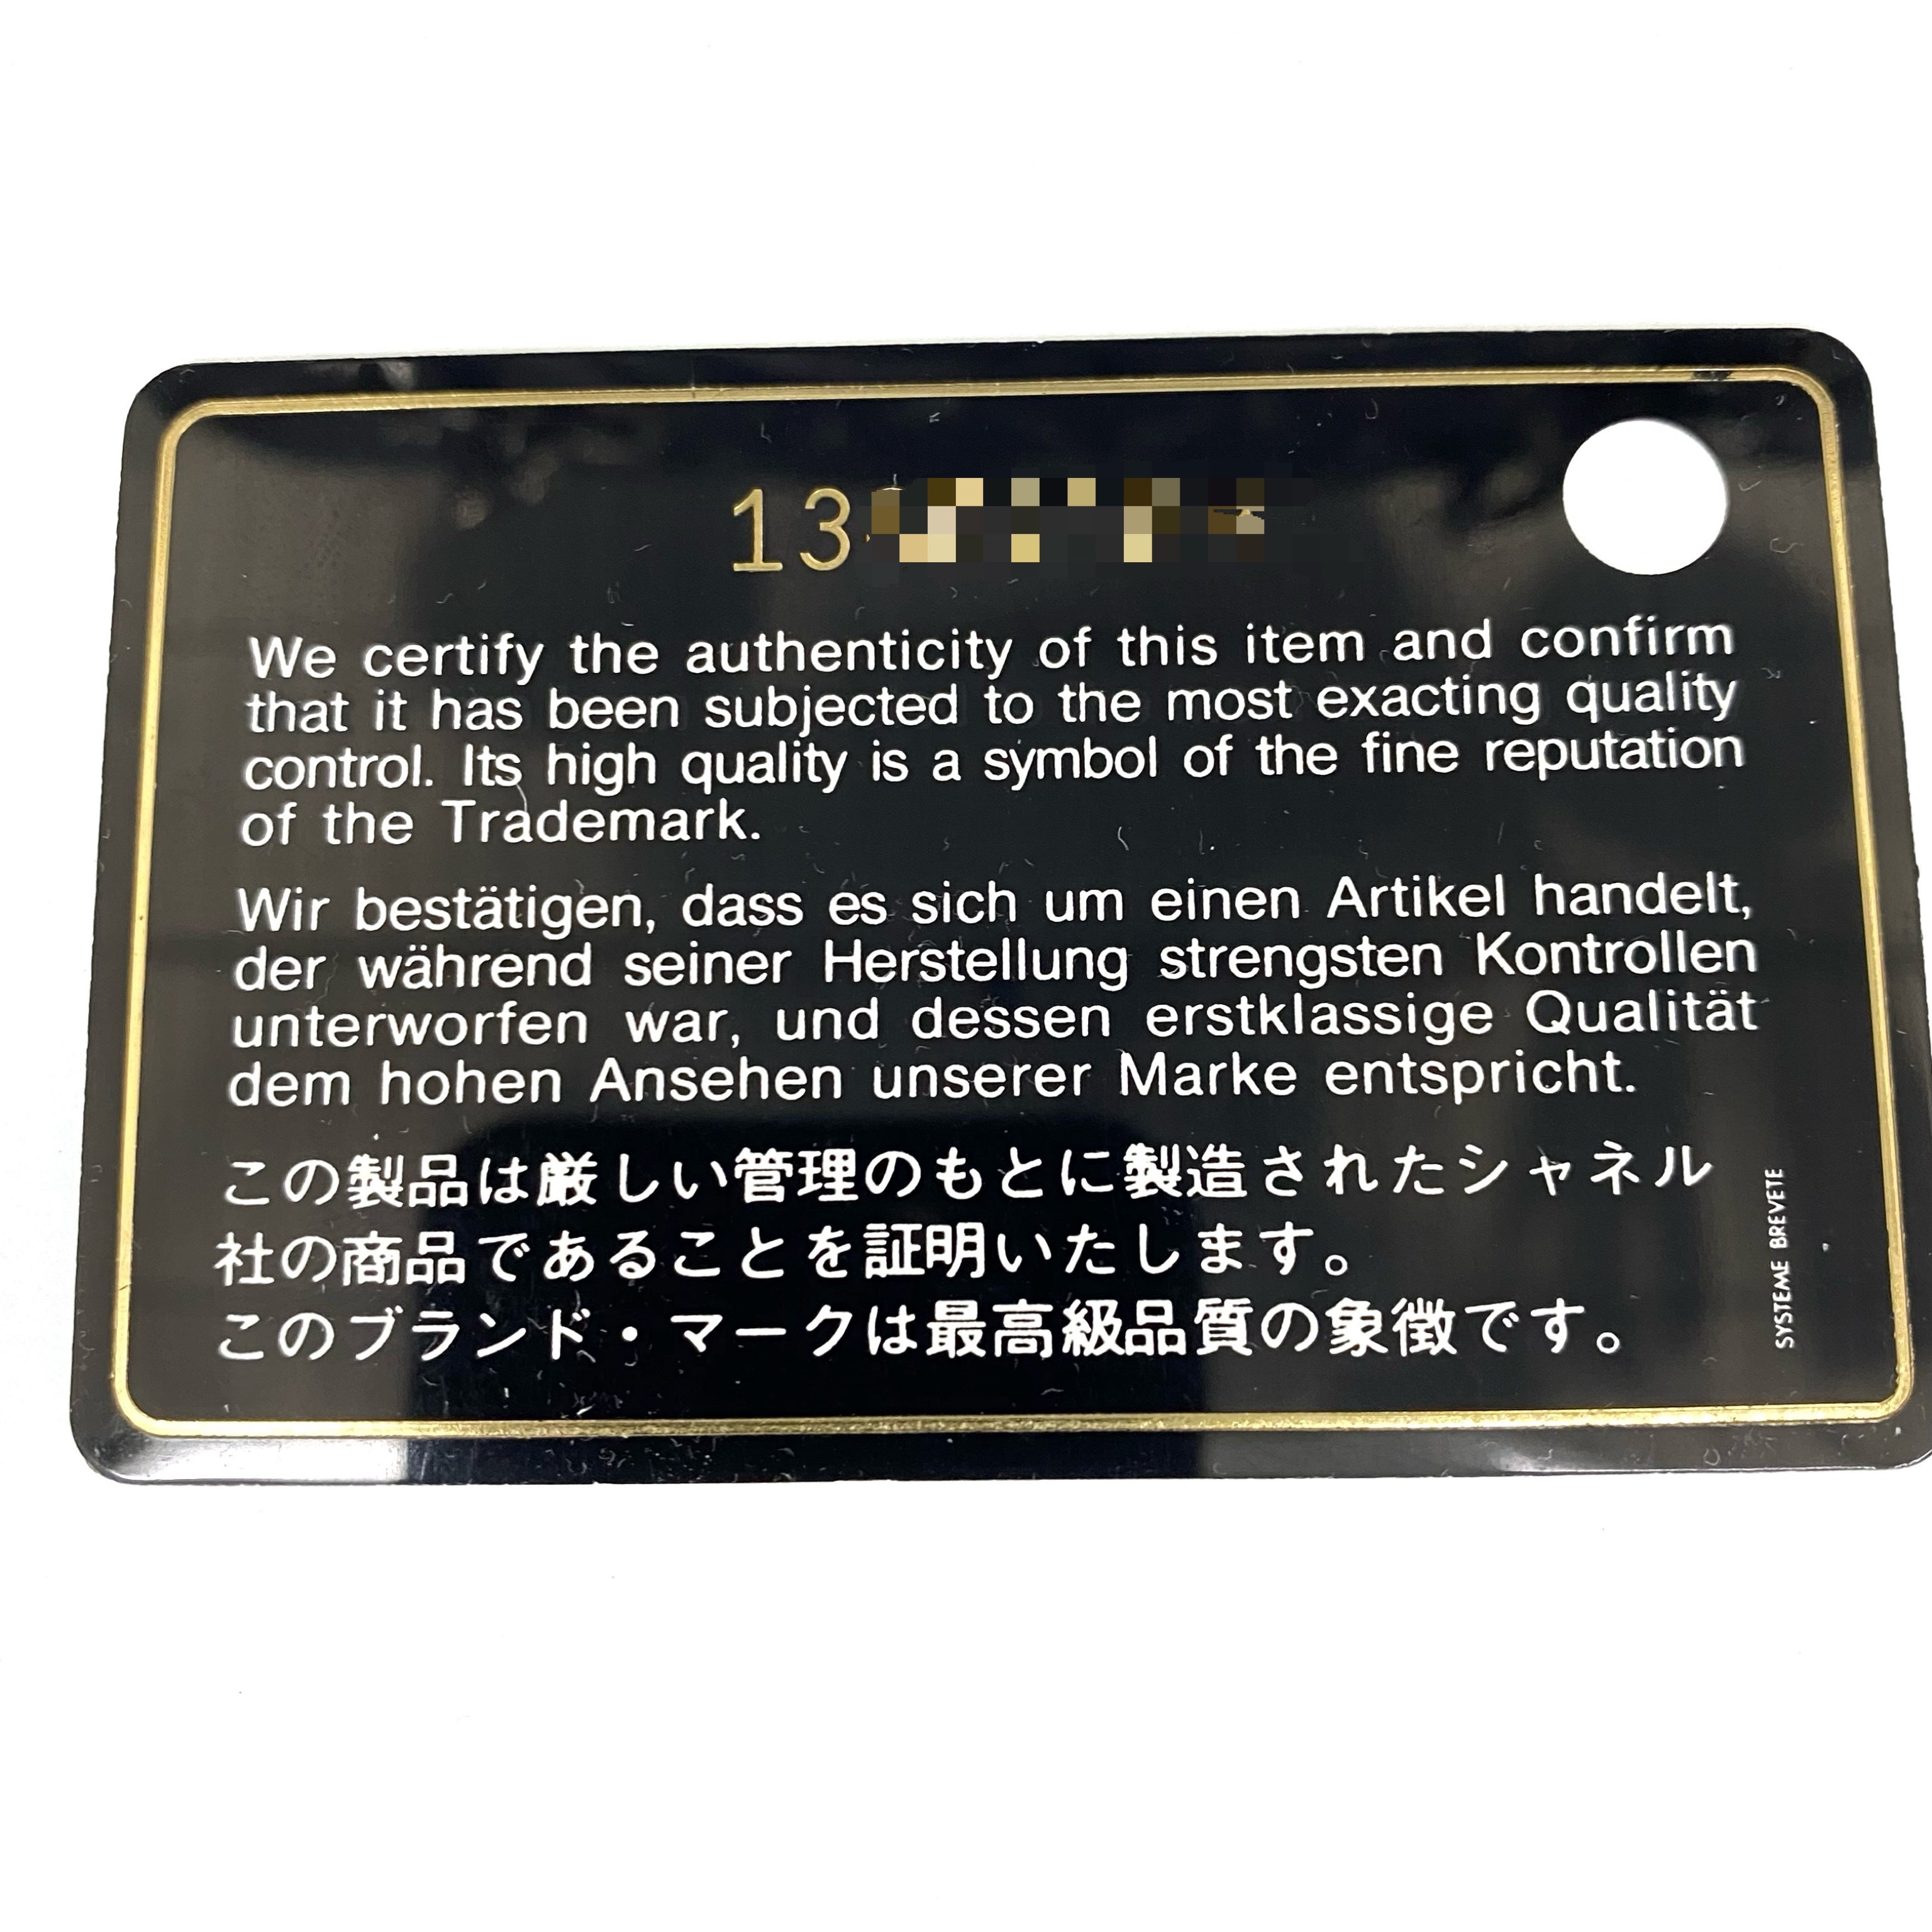 13
We certify the authenticity of this item and confirm
that it has been subjected to the most exacting quality
control. Its high quality is a symbol of the fine reputation
of the Trademark.
Wir bestätigen, dass es sich um einen Artikel handelt,
der während seiner Herstellung strengsten Kontrollen
unterworfen war, und dessen erstklassige Qualität
dem hohen Ansehen unserer Marke entspricht.
この製品は厳しい管理のもとに製造されたシャネル
社の商品であることを証明いたします。
このブランド・マークは最高級品質の象徴です。
SYSTEME BREVETE